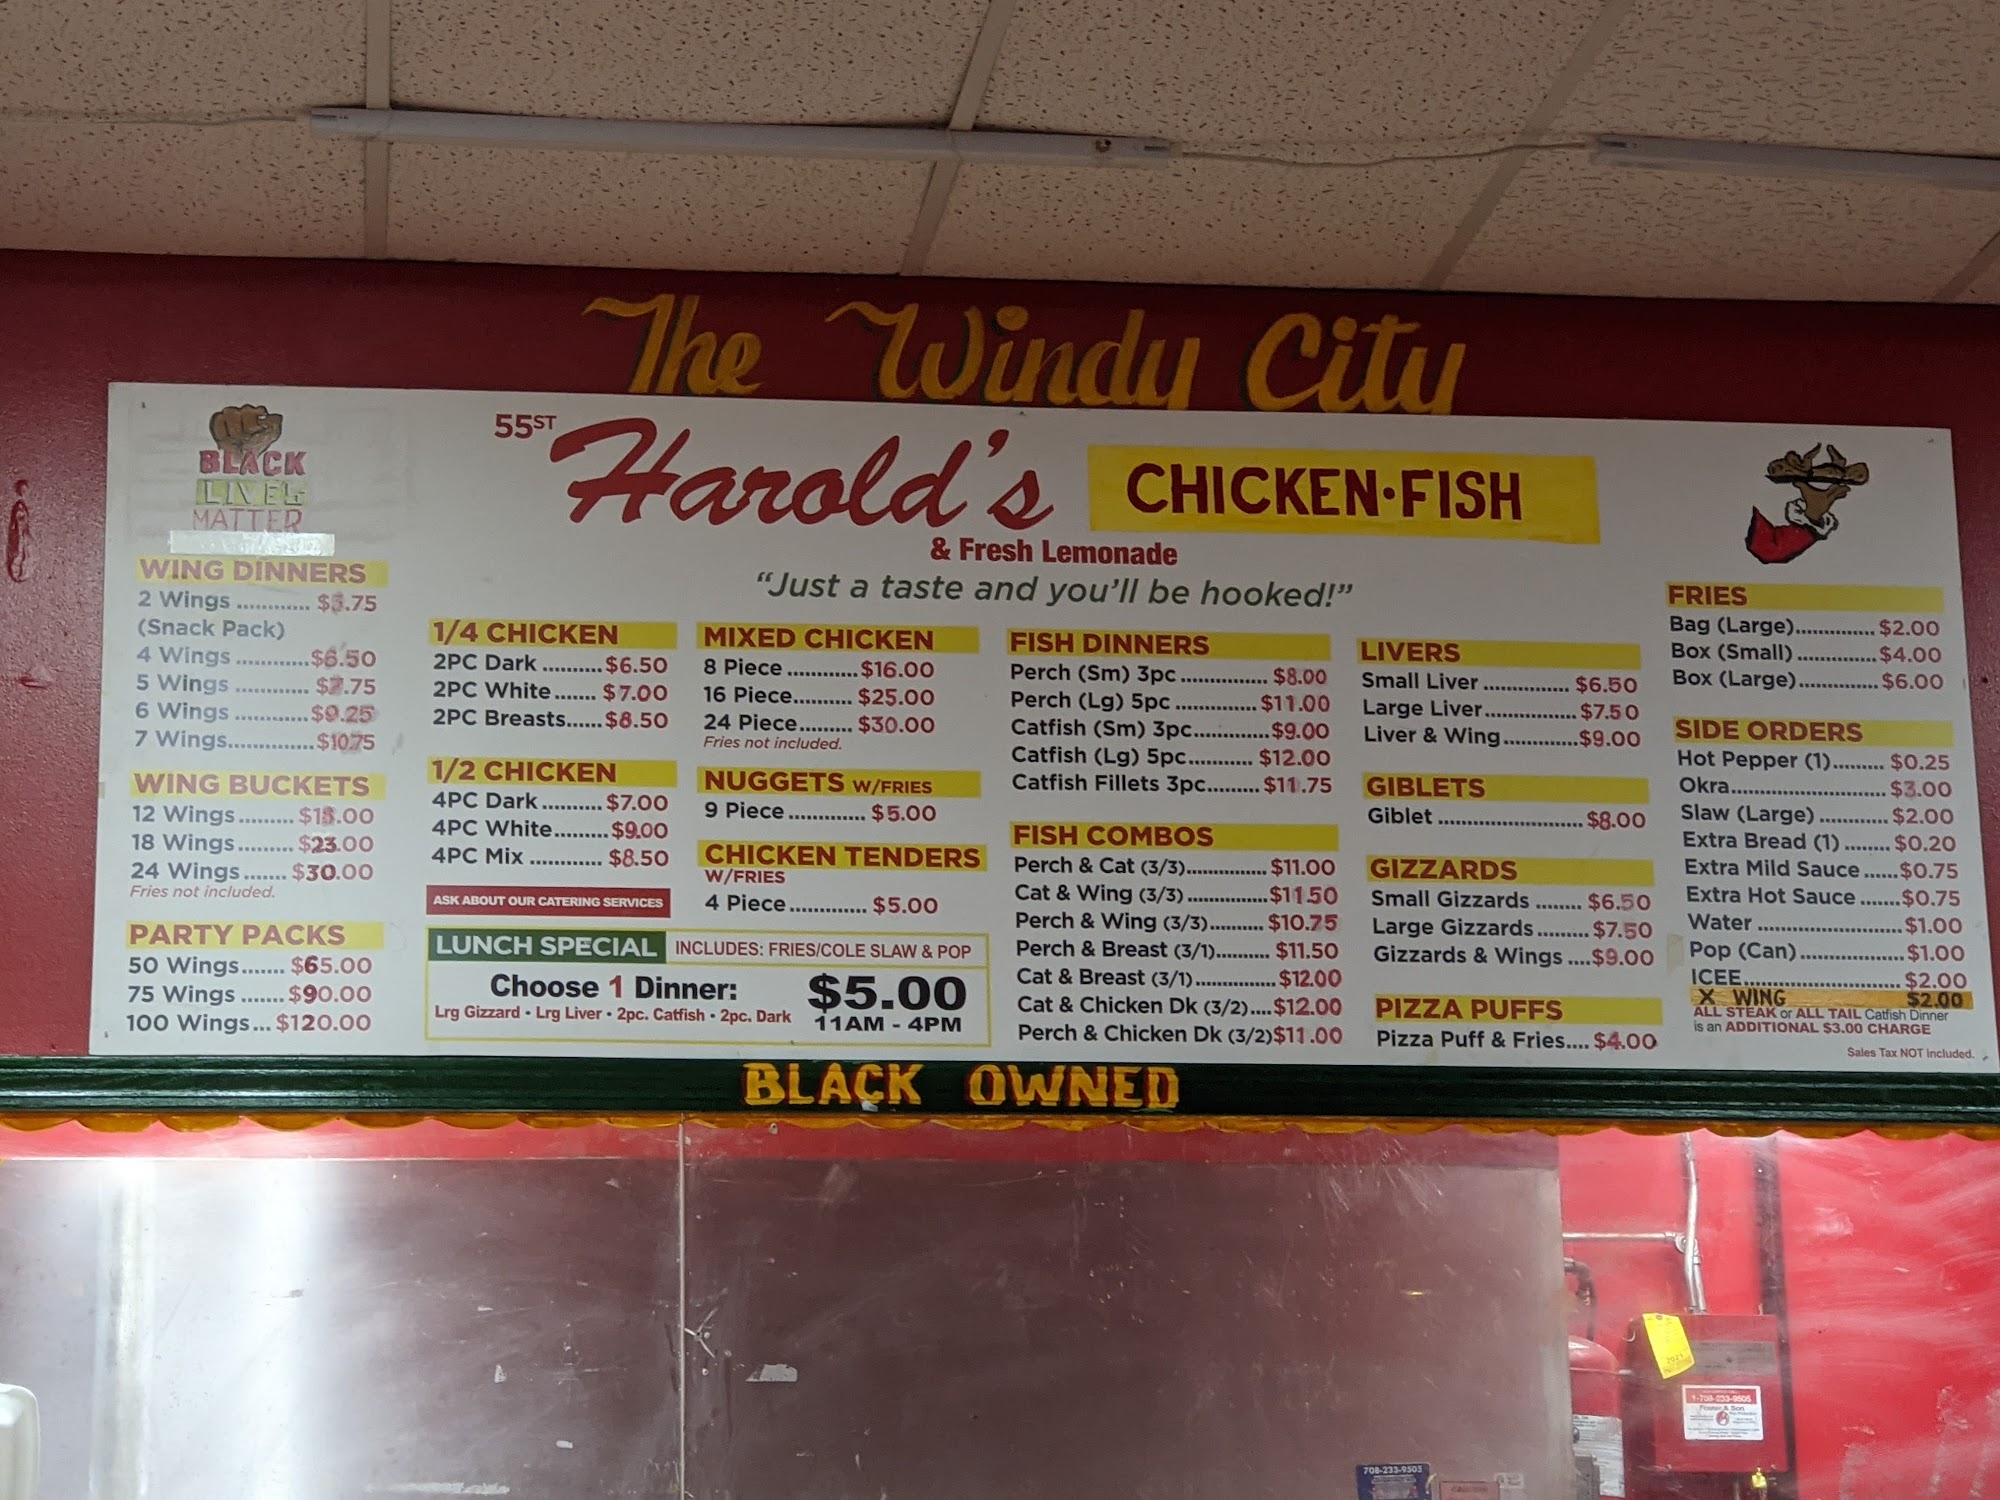 The Windy City
55ST Harold's CHICKEN•FISH
& Fresh Lemonade
"Just a taste and you'll be hooked!"
BLACK
LIVES
MATTER
WING DINNERS
2 Wings ............. $3.75
(Snack Pack)
4 Wings .............$6.50
5 Wings ............. $7.75
6 Wings .............$9.25
7 Wings...............$10.75
WING BUCKETS
12 Wings......... $15.00
18 Wings......... $23.00
24 Wings....... $30.00
Fries not included.
PARTY PACKS
50 Wings....... $65.00
75 Wings .......$90.00
100 Wings... $120.00
1/4 CHICKEN
2PC Dark ..........$6.50
2PC White....... $7.00
2PC Breasts......$8.50
1/2 CHICKEN
4PC Dark ..........$7.00
4PC White.........$9.00
4PC Mix ............ $8.50
ASK ABOUT OUR CATERING SERVICES
LUNCH SPECIAL INCLUDES: FRIES/COLE SLAW & POP
Choose 1 Dinner: $5.00
Lrg Gizzard • Lrg Liver • 2pc. Catfish • 2pc. Dark 11AM - 4PM
MIXED CHICKEN
8 Piece ............$16.00
16 Piece.......... $25.00
24 Piece......... $30.00
Fries not included.
NUGGETS W/FRIES
9 Piece ............. $5.00
CHICKEN TENDERS
W/FRIES
4 Piece ............. $5.00
FISH DINNERS
Perch (Sm) 3pc ............... $8.00
Perch (Lg) 5pc ...............$11.00
Catfish (Sm) 3pc.............$9.00
Catfish (Lg) 5pc........... $12.00
Catfish Fillets 3pc......... $11.75
FISH COMBOS
Perch & Cat (3/3)............... $11.00
Cat & Wing (3/3)...............$11.50
Perch & Wing (3/3).......... $10.75
Perch & Breast (3/1).......... $11.50
Cat & Breast (3/1)...............$12.00
Cat & Chicken Dk (3/2)....$12.00
Perch & Chicken Dk (3/2)$11.00
LIVERS
Small Liver ............... $6.50
Large Liver................ $7.50
Liver & Wing.............$9.00
GIBLETS
Giblet ........................ $8.00
GIZZARDS
Small Gizzards ........ $6.50
Large Gizzards ......... $7.50
Gizzards & Wings ....$9.00
PIZZA PUFFS
Pizza Puff & Fries.... $4.00
FRIES
Bag (Large).............. $2.00
Box (Small) ..............$4.00
Box (Large).............. $6.00
SIDE ORDERS
Hot Pepper (1)......... $0.25
Okra.......................... $3.00
Slaw (Large) ............. $2.00
Extra Bread (1) ........ $0.20
Extra Mild Sauce ......$0.75
Extra Hot Sauce .......$0.75
Water .........................$1.00
Pop (Can)..................$1.00
ICEE........................... $2.00
X WING $2.00
ALL STEAK or ALL TAIL Catfish Dinner
is an ADDITIONAL $3.00 CHARGE
Sales Tax NOT included.
BLACK OWNED
1-708-233-9505
Foster & Son
708-233-9505